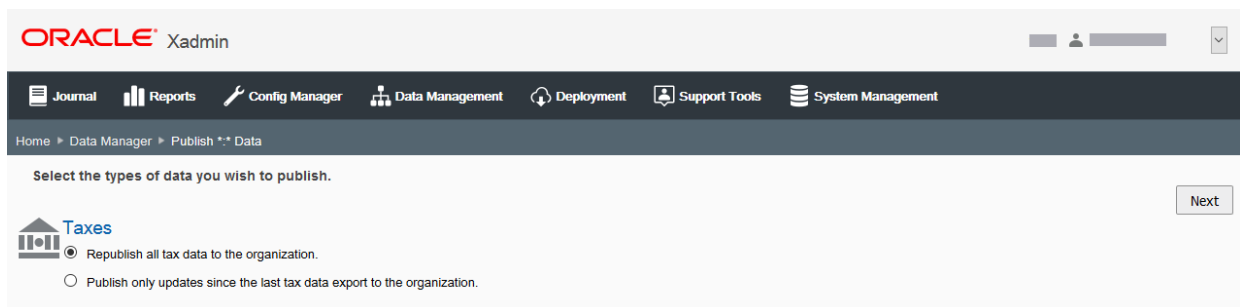 ORACLE® Xadmin
Journal Reports Config Manager Data Management Deployment Support Tools System Management
Home ▶ Data Manager ▶ Publish *:* Data
Select the types of data you wish to publish.
Next
Taxes
Republish all tax data to the organization.
Publish only updates since the last tax data export to the organization.